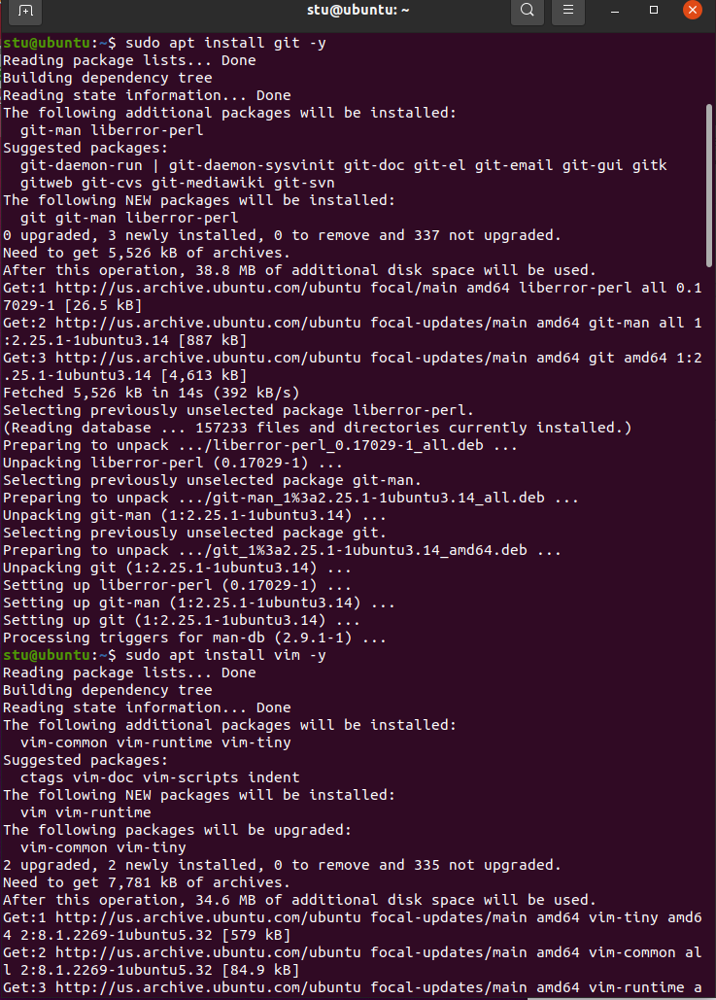 stu@ubuntu: ~
stu@ubuntu:~$ sudo apt install git -y
Reading package lists... Done
Building dependency tree
Reading state information... Done
The following additional packages will be installed:
  git-man liberror-perl
Suggested packages:
  git-daemon-run | git-daemon-sysvinit git-doc git-el git-email git-gui gitk
  gitweb git-cvs git-mediawiki git-svn
The following NEW packages will be installed:
  git git-man liberror-perl
0 upgraded, 3 newly installed, 0 to remove and 337 not upgraded.
Need to get 5,526 kB of archives.
After this operation, 38.8 MB of additional disk space will be used.
Get:1 http://us.archive.ubuntu.com/ubuntu focal/main amd64 liberror-perl all 0.1
7029-1 [26.5 kB]
Get:2 http://us.archive.ubuntu.com/ubuntu focal-updates/main amd64 git-man all 1
:2.25.1-1ubuntu3.14 [887 kB]
Get:3 http://us.archive.ubuntu.com/ubuntu focal-updates/main amd64 git amd64 1:2
.25.1-1ubuntu3.14 [4,613 kB]
Fetched 5,526 kB in 14s (392 kB/s)
Selecting previously unselected package liberror-perl.
(Reading database ... 157233 files and directories currently installed.)
Preparing to unpack .../liberror-perl_0.17029-1_all.deb ...
Unpacking liberror-perl (0.17029-1) ...
Selecting previously unselected package git-man.
Preparing to unpack .../git-man_1%3a2.25.1-1ubuntu3.14_all.deb ...
Unpacking git-man (1:2.25.1-1ubuntu3.14) ...
Selecting previously unselected package git.
Preparing to unpack .../git_1%3a2.25.1-1ubuntu3.14_amd64.deb ...
Unpacking git (1:2.25.1-1ubuntu3.14) ...
Setting up liberror-perl (0.17029-1) ...
Setting up git-man (1:2.25.1-1ubuntu3.14) ...
Setting up git (1:2.25.1-1ubuntu3.14) ...
Processing triggers for man-db (2.9.1-1) ...
stu@ubuntu:~$ sudo apt install vim -y
Reading package lists... Done
Building dependency tree
Reading state information... Done
The following additional packages will be installed:
  vim-common vim-runtime vim-tiny
Suggested packages:
  ctags vim-doc vim-scripts indent
The following NEW packages will be installed:
  vim vim-runtime
The following packages will be upgraded:
  vim-common vim-tiny
2 upgraded, 2 newly installed, 0 to remove and 335 not upgraded.
Need to get 7,781 kB of archives.
After this operation, 34.6 MB of additional disk space will be used.
Get:1 http://us.archive.ubuntu.com/ubuntu focal-updates/main amd64 vim-tiny amd6
4 2:8.1.2269-1ubuntu5.32 [579 kB]
Get:2 http://us.archive.ubuntu.com/ubuntu focal-updates/main amd64 vim-common al
l 2:8.1.2269-1ubuntu5.32 [84.9 kB]
Get:3 http://us.archive.ubuntu.com/ubuntu focal-updates/main amd64 vim-runtime a